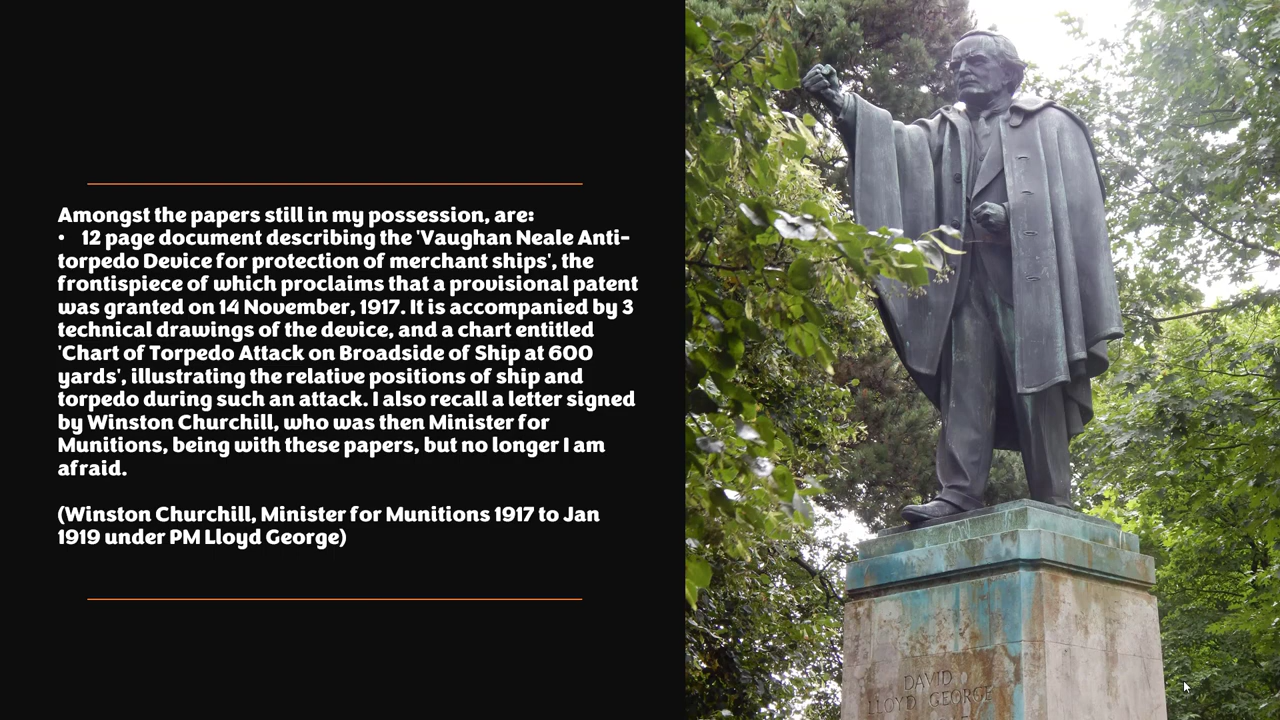 Amongst the papers still in my possession, are:
• 12 page document describing the 'Vaughan Neale Anti-
torpedo Device for protection of merchant ships', the
frontispiece of which proclaims that a provisional patent
was granted on 14 November, 1917. It is accompanied by 3
technical drawings of the device, and a chart entitled
'Chart of Torpedo Attack on Broadside of Ship at 600
yards', illustrating the relative positions of ship and
torpedo during such an attack. I also recall a letter signed
by Winston Churchill, who was then Minister for
Munitions, being with these papers, but no longer I am
afraid.
(Winston Churchill, Minister for Munitions 1917 to Jan
1919 under PM Lloyd George)
DAVID
LLOYD GEORGE